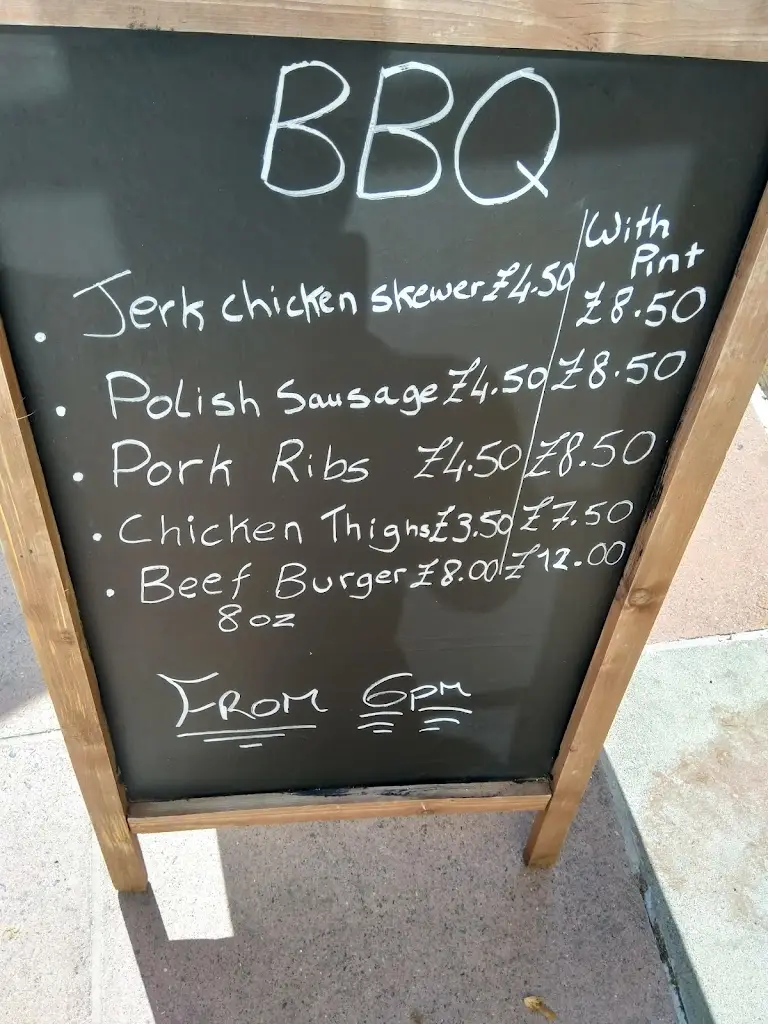 BBQ
With
Pint
. Jerk chicken skewer £4.50 £8.50
. Polish Sausage £4.50 £8.50
. Pork Ribs £4.50 £8.50
. Chicken Thighs £3.50 £7.50
. Beef Burger £8.00 £12.00
8oz
FROM 6PM